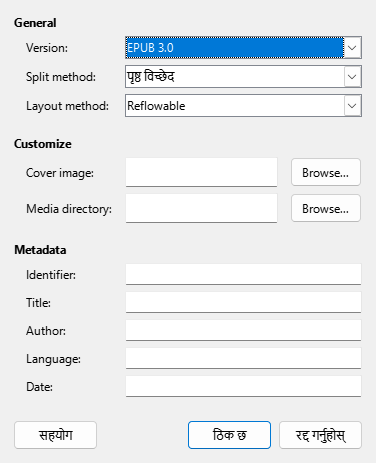 General
Version: EPUB 3.0
Split method: पृष्ठ विच्छेद
Layout method: Reflowable
Customize
Cover image: Browse...
Media directory: Browse...
Metadata
Identifier:
Title:
Author:
Language:
Date:
सहयोग ठिक छ रद्द गर्नुहोस्